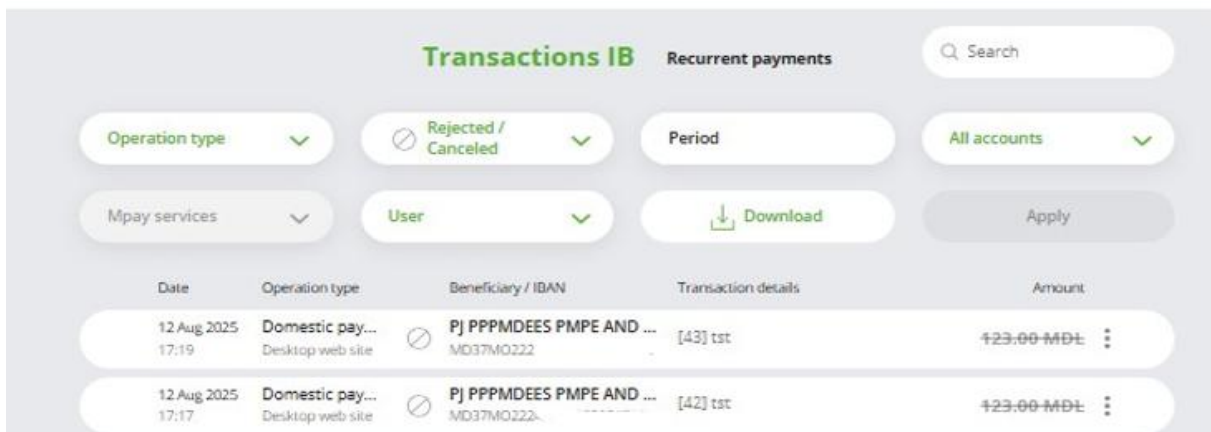 Transactions IB Recurrent payments Search
Operation type Rejected / Canceled Period All accounts
Mpay services User Download Apply
Date Operation type Beneficiary / IBAN Transaction details Amount
12 Aug 2025 Domestic pay... PJ PPPMDEES PMPE AND ... [43] tst 123.00 MDL
17:19 Desktop web site MD37MO222
12 Aug 2025 Domestic pay... PJ PPPMDEES PMPE AND ... [42] tst 123.00 MDL
17:17 Desktop web site MD37MO222